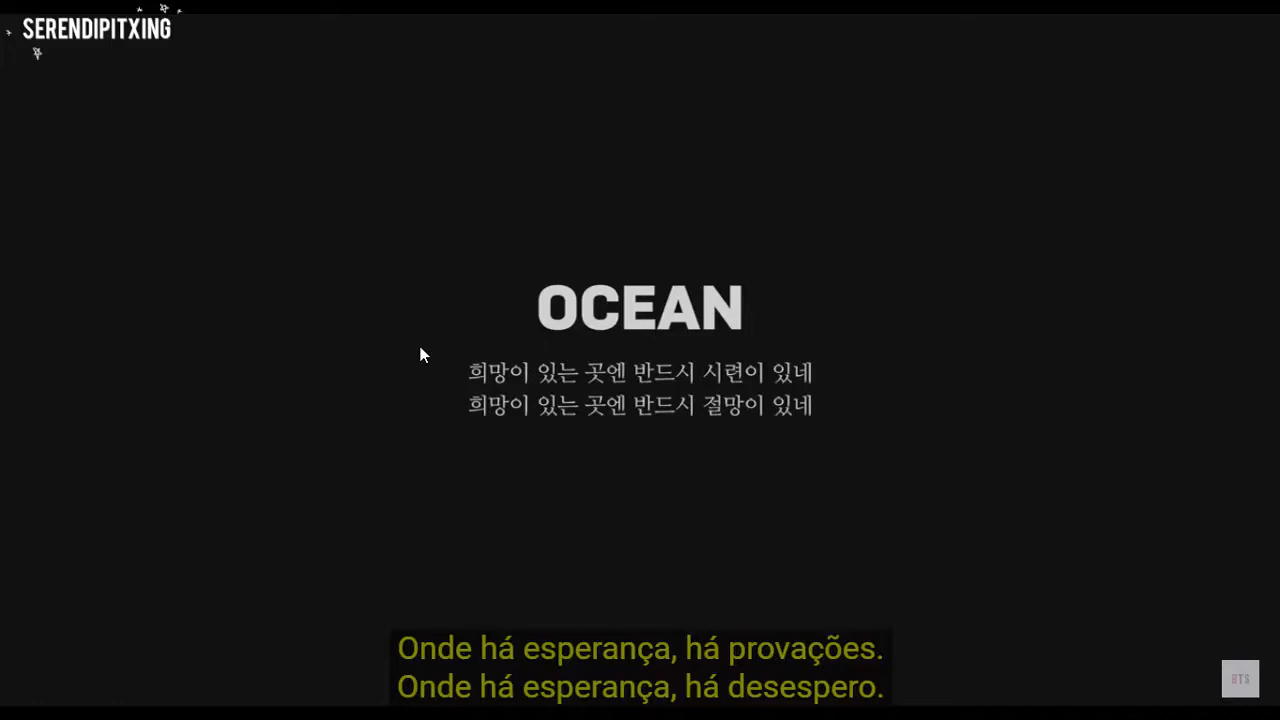 SERENDIPITXING
OCEAN
희망이 있는 곳엔 반드시 시련이 있네
희망이 있는 곳엔 반드시 절망이 있네
Onde há esperança, há provações.
Onde há esperança, há desespero.
BTS